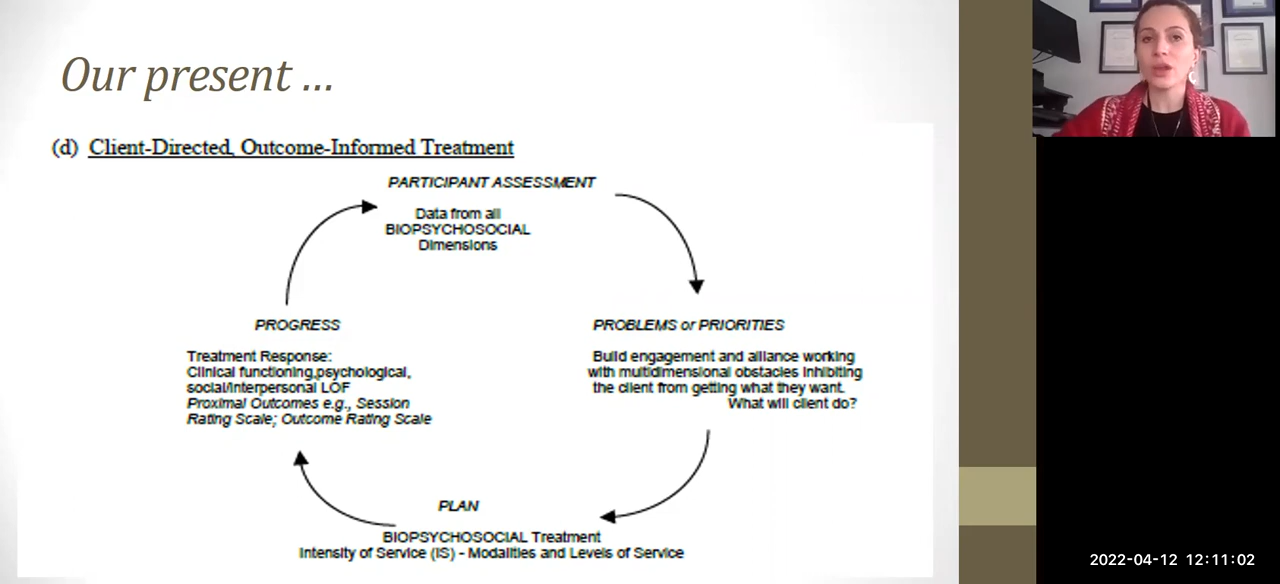 Our present ...
(d) Client-Directed, Outcome-Informed Treatment
PARTICIPANT ASSESSMENT
Data from all
BIOPSYCHOSOCIAL
Dimensions
PROGRESS
Treatment Response:
Clinical functioning,psychological,
social/interpersonal LOF
Proximal Outcomes e.g., Session
Rating Scale; Outcome Rating Scale
PROBLEMS or PRIORITIES
Build engagement and alliance working
with multidimensional obstacles inhibiting
the client from getting what they want.
What will client do?
PLAN
BIOPSYCHOSOCIAL Treatment
Intensity of Service (IS) - Modalities and Levels of Service
2022-04-12 12:11:02